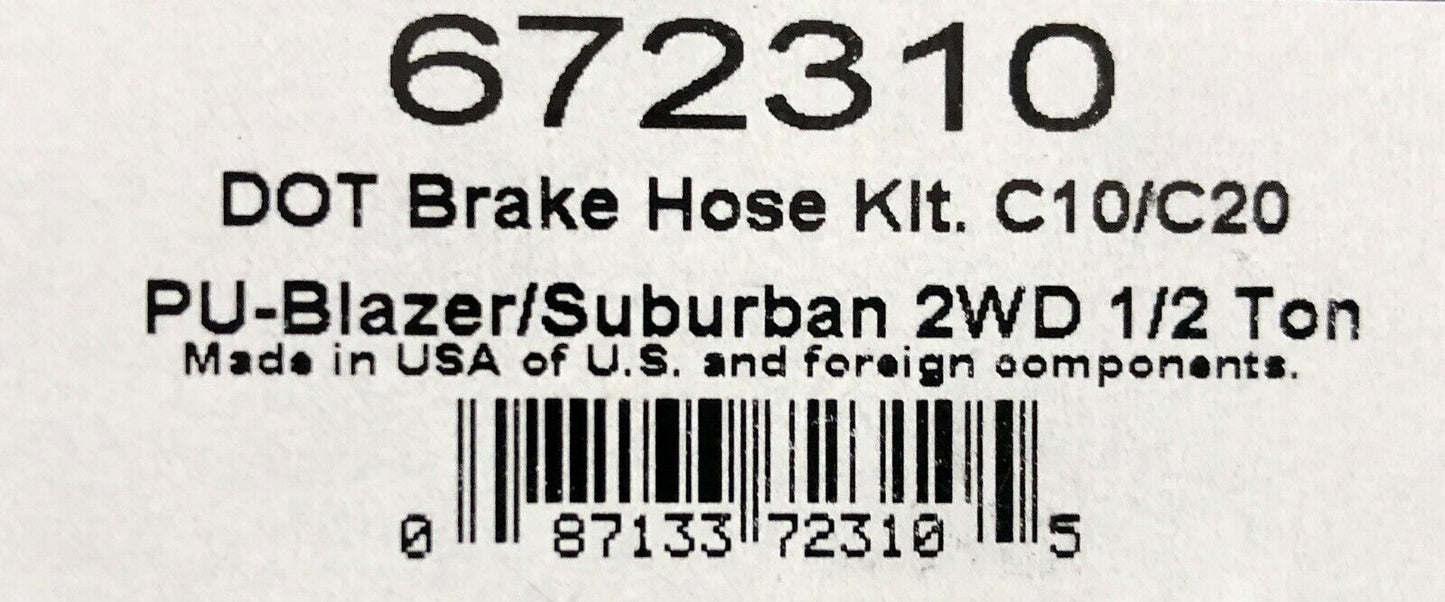 672310
DOT Brake Hose KIt. C10/C20
PU-Blazer/Suburban 2WD 1/2 Ton
Made in USA of U.S. and foreign components.
0 87133 72310 5